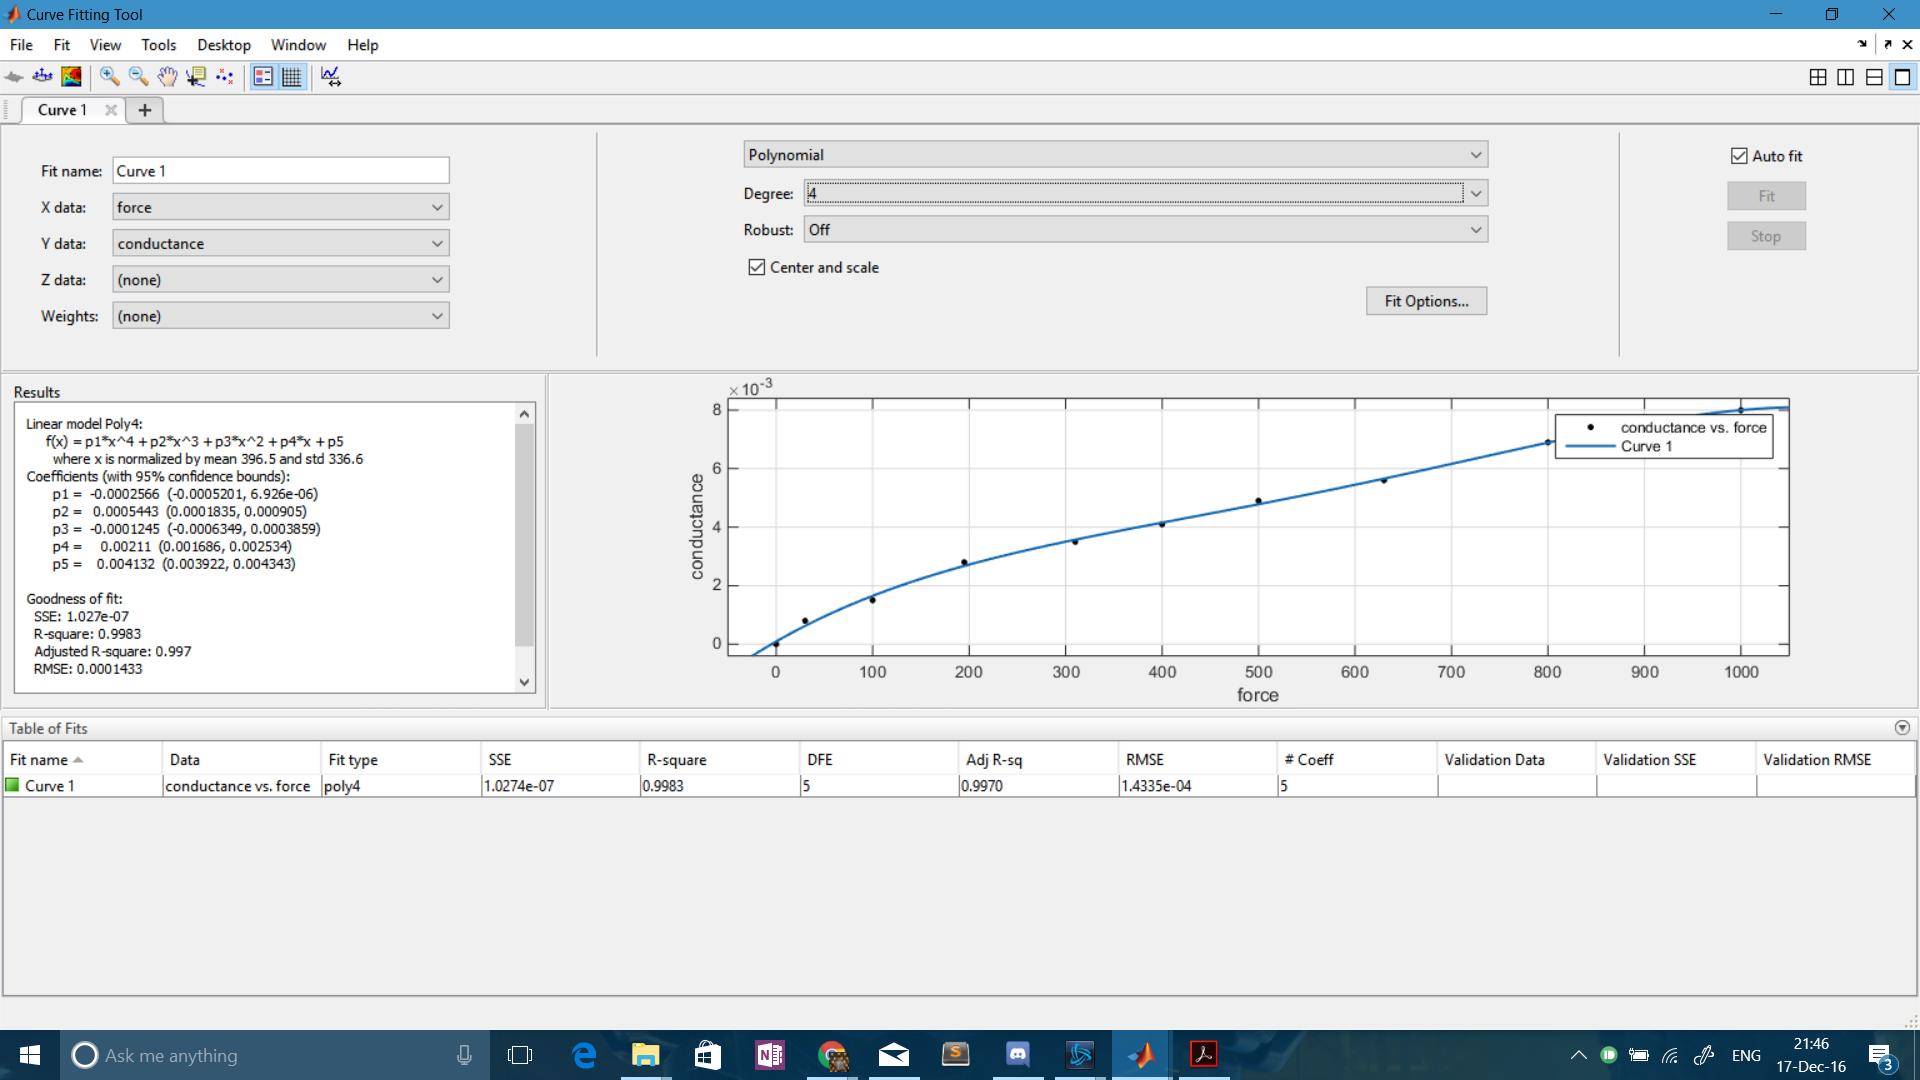 Curve Fitting Tool
File Fit View Tools Desktop Window Help
Curve 1
Fit name: Curve 1
X data: force
Y data: conductance
Z data: (none)
Weights: (none)
Polynomial
Degree: 4
Robust: Off
Center and scale
Fit Options...
Auto fit
Fit
Stop
Results
Linear model Poly4:
f(x) = p1*x^4 + p2*x^3 + p3*x^2 + p4*x + p5
where x is normalized by mean 396.5 and std 336.6
Coefficients (with 95% confidence bounds):
p1 = -0.0002566 (-0.0005201, 6.926e-06)
p2 = 0.0005443 (0.0001835, 0.000905)
p3 = -0.0001245 (-0.0006349, 0.0003859)
p4 = 0.00211 (0.001686, 0.002534)
p5 = 0.004132 (0.003922, 0.004343)
Goodness of fit:
SSE: 1.027e-07
R-square: 0.9983
Adjusted R-square: 0.997
RMSE: 0.0001433
×10-3
8
6
4
2
0
conductance
0 100 200 300 400 500 600 700 800 900 1000
force
conductance vs. force
Curve 1
Table of Fits
Fit name Data Fit type SSE R-square DFE Adj R-sq RMSE # Coeff Validation Data Validation SSE Validation RMSE
Curve 1 conductance vs. force poly4 1.0274e-07 0.9983 5 0.9970 1.4335e-04 5
Ask me anything
N
S
ENG
21:46
17-Dec-16
3